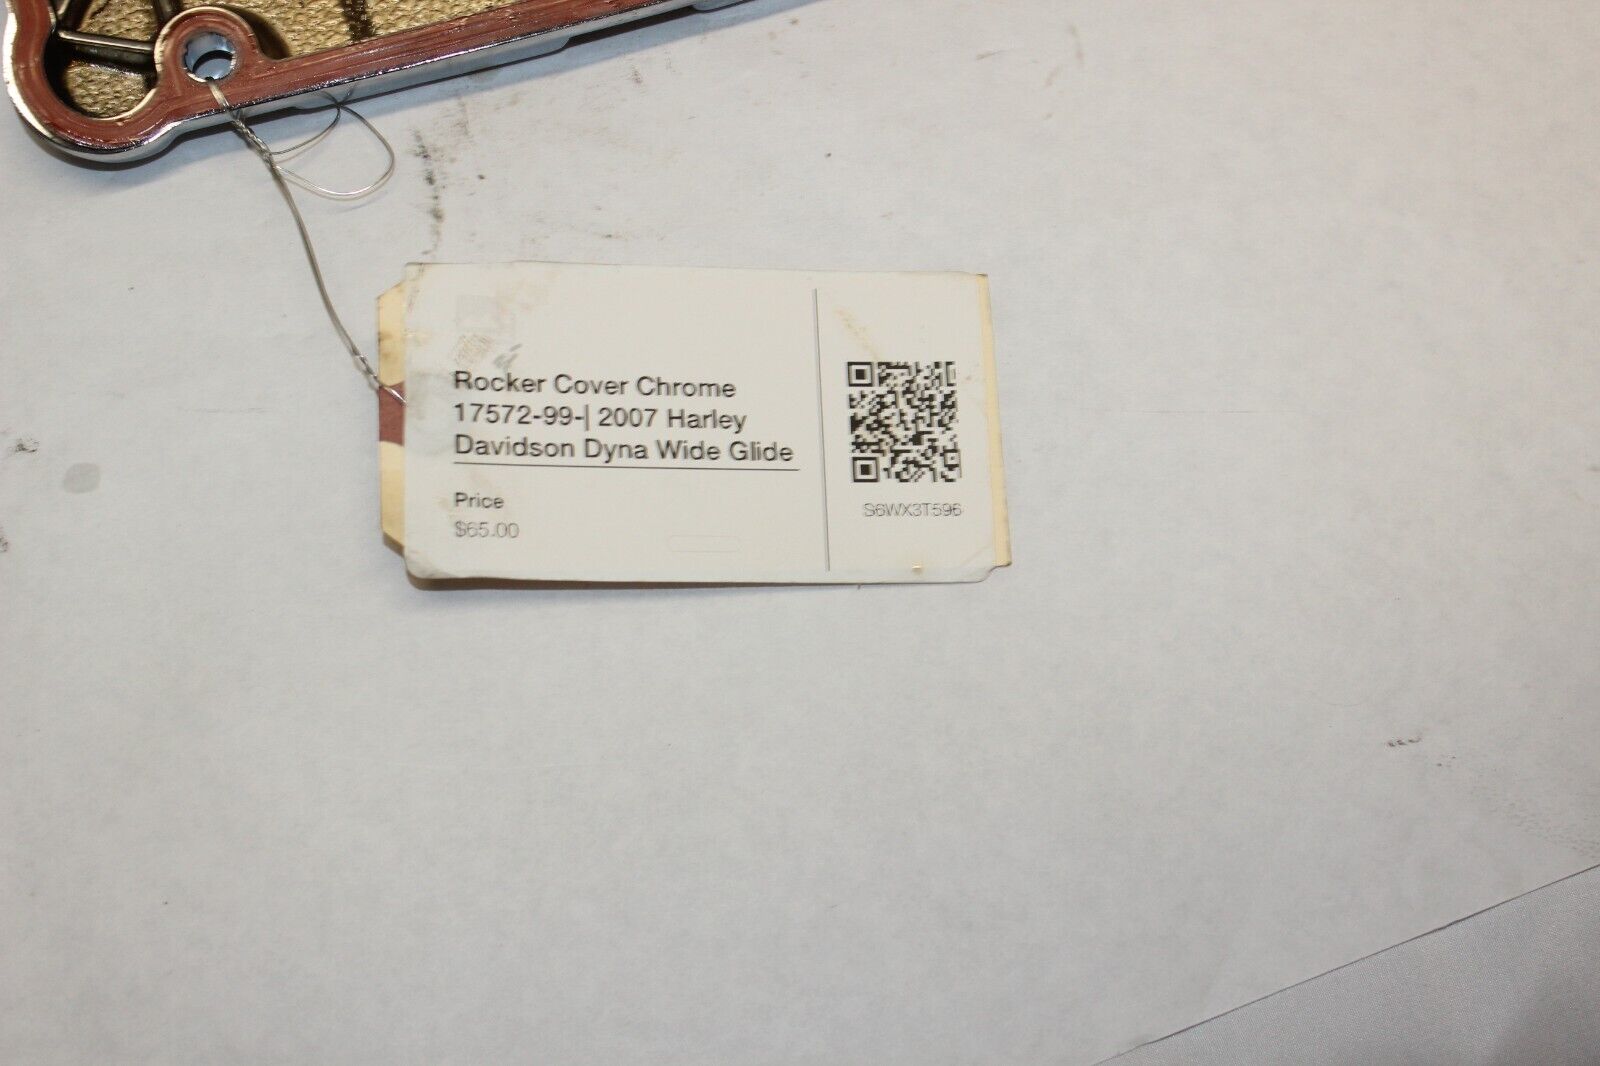 Rocker Cover Chrome
17572-99-| 2007 Harley
Davidson Dyna Wide Glide
Price
$65.00
S6WX3T596